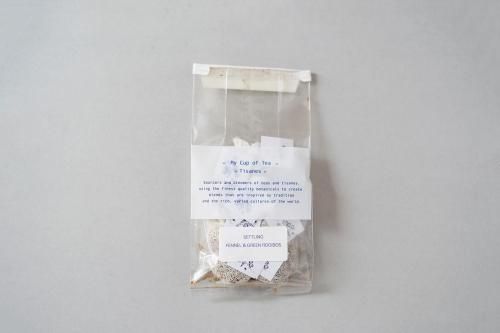 My Cup of Tea
Tisanes
Sourcers and blenders of teas and tisanes,
using the finest quality botanicals to create
blends that are inspired by tradition
and the rich, varied cultures of the world
SETTLING
FENNEL & GREEN ROOIBOS